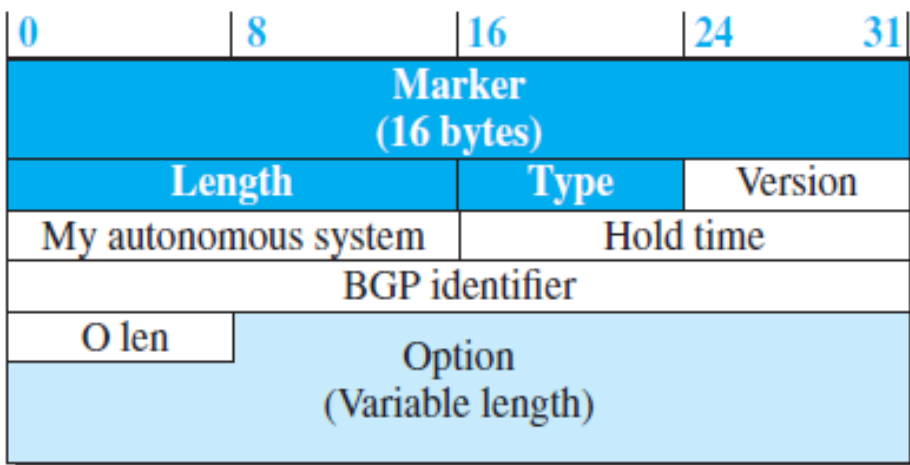 0 8 16 24 31
Marker
(16 bytes)
Length Type Version
My autonomous system Hold time
BGP identifier
O len
Option
(Variable length)